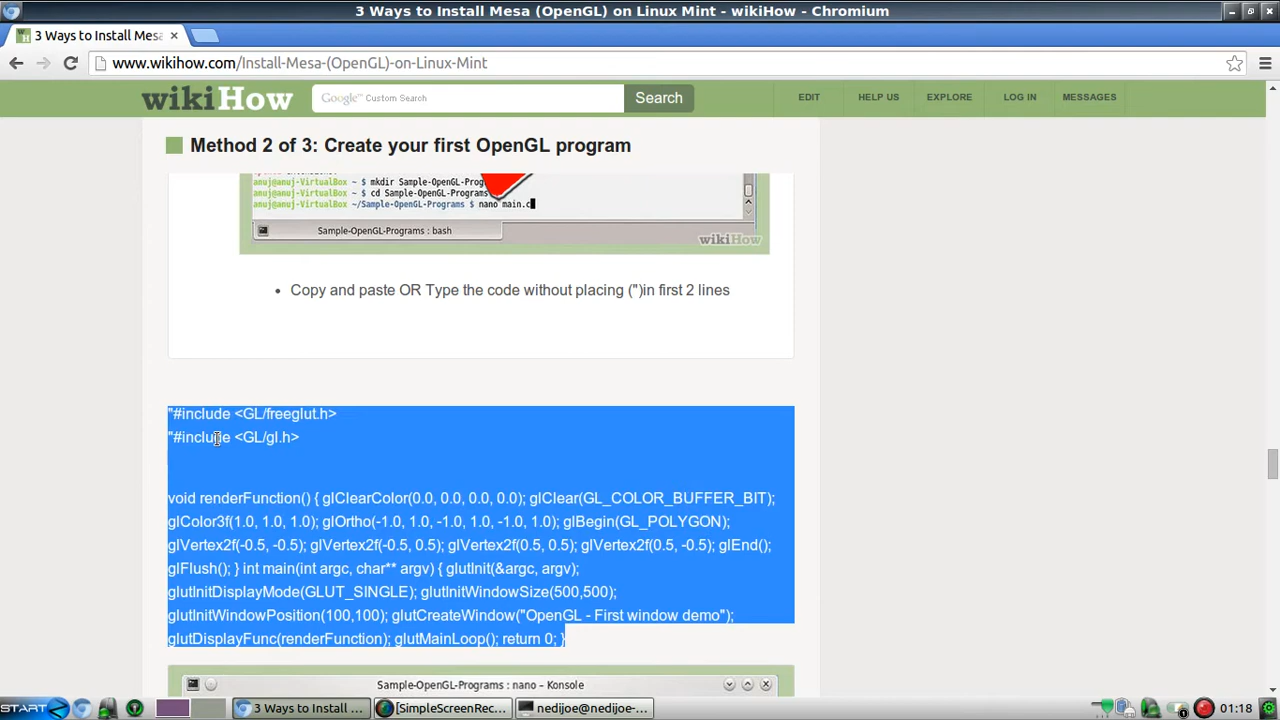 3 Ways to Install Mesa (OpenGL) on Linux Mint - wikiHow - Chromium
3 Ways to Install Mesa
www.wikihow.com/Install-Mesa-(OpenGL)-on-Linux-Mint
wikiHow
Google™ Custom Search
Search
EDIT
HELP US
EXPLORE
LOG IN
MESSAGES
Method 2 of 3: Create your first OpenGL program
anuj@anuj-VirtualBox ~ $ mkdir Sample-OpenGL-Prog
anuj@anuj-VirtualBox ~ $ cd Sample-OpenGL-Programs
anuj@anuj-VirtualBox ~/Sample-OpenGL-Programs $ nano main.c
Sample-OpenGL-Programs : bash
wikiHow
• Copy and paste OR Type the code without placing (")in first 2 lines
"#include <GL/freeglut.h>
"#include <GL/gl.h>
void renderFunction() { glClearColor(0.0, 0.0, 0.0, 0.0); glClear(GL_COLOR_BUFFER_BIT);
glColor3f(1.0, 1.0, 1.0); glOrtho(-1.0, 1.0, -1.0, 1.0, -1.0, 1.0); glBegin(GL_POLYGON);
glVertex2f(-0.5, -0.5); glVertex2f(-0.5, 0.5); glVertex2f(0.5, 0.5); glVertex2f(0.5, -0.5); glEnd();
glFlush(); } int main(int argc, char** argv) { glutInit(&argc, argv);
glutInitDisplayMode(GLUT_SINGLE); glutInitWindowSize(500,500);
glutInitWindowPosition(100,100); glutCreateWindow("OpenGL - First window demo");
glutDisplayFunc(renderFunction); glutMainLoop(); return 0; }
Sample-OpenGL-Programs : nano – Konsole
START
3 Ways to Install ...
[SimpleScreenRec...
nedijoe@nedijoe-...
01:18